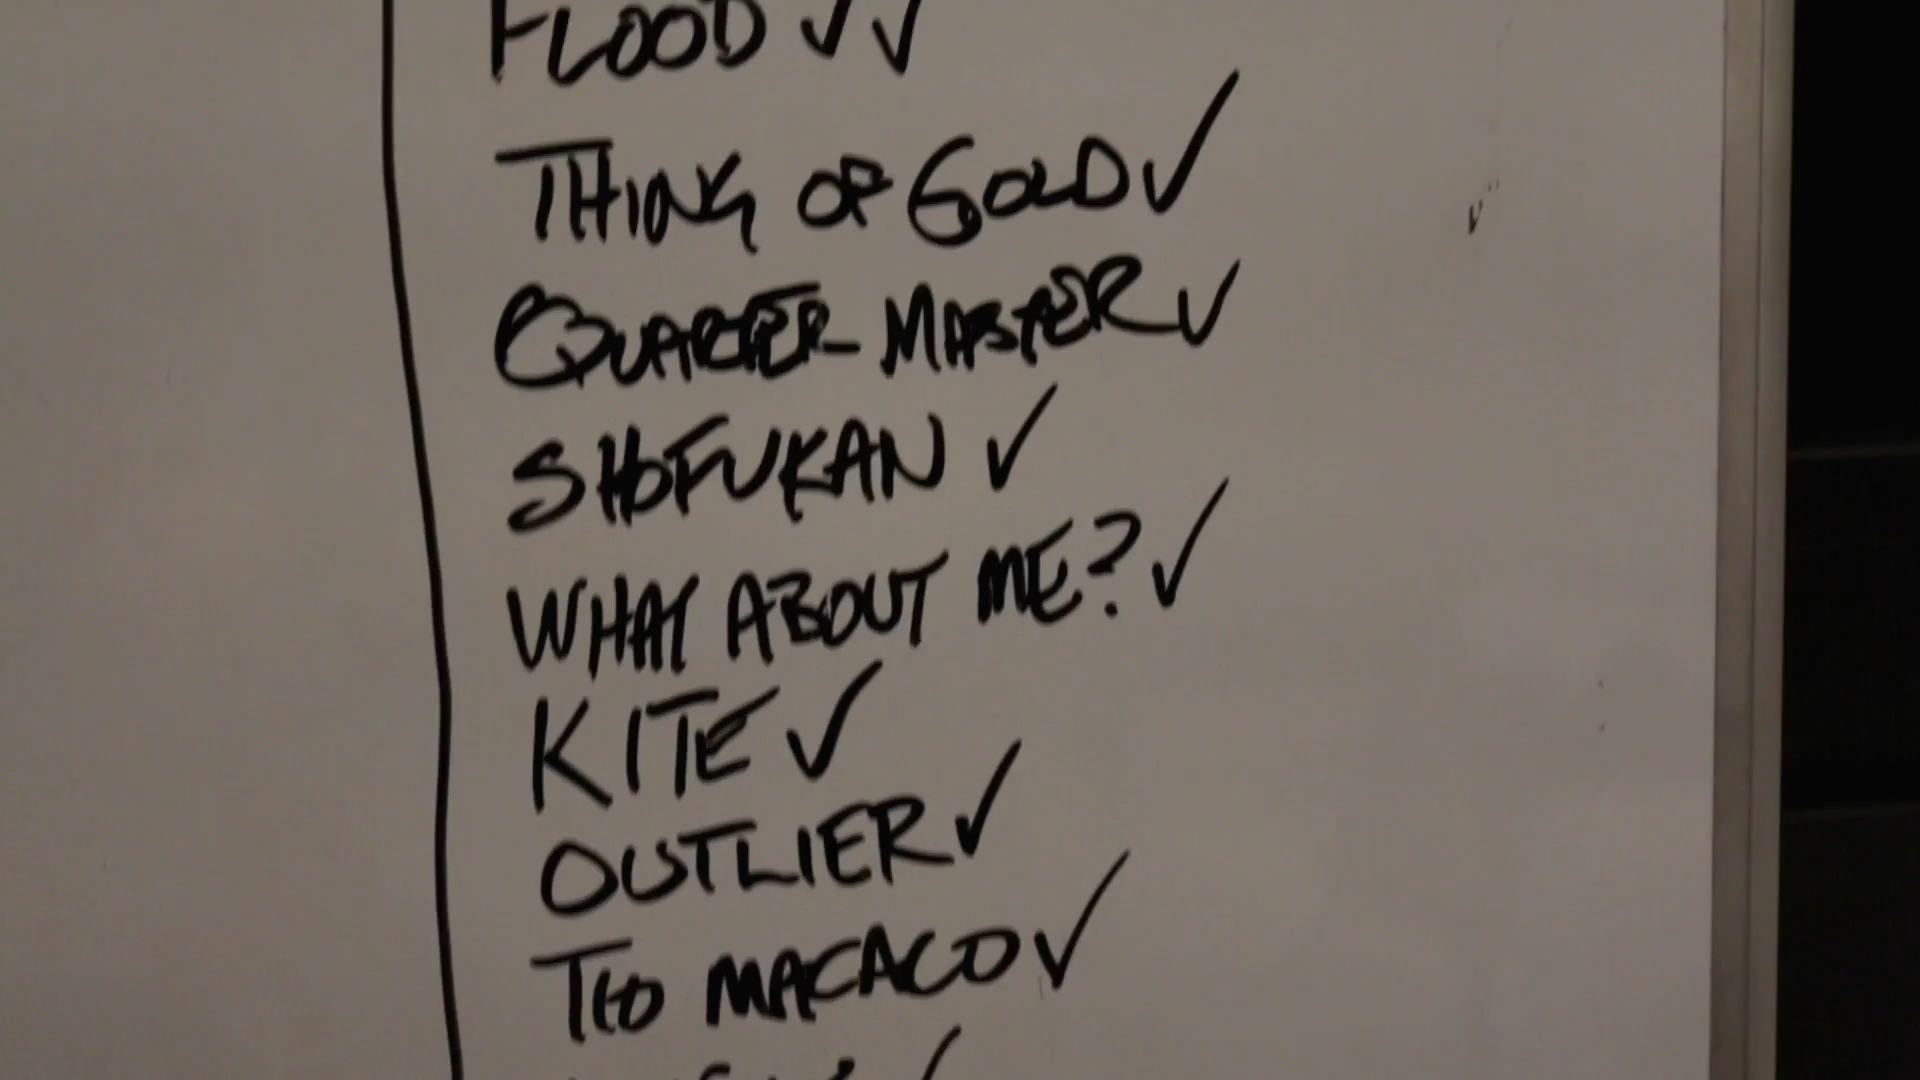 FLOOD ✓✓
THING OF GOLD ✓
QUARTER MASTER ✓
SHOFUKAN ✓
WHAT ABOUT ME? ✓
KITE ✓
OUTLIER ✓
TIO MACACO ✓